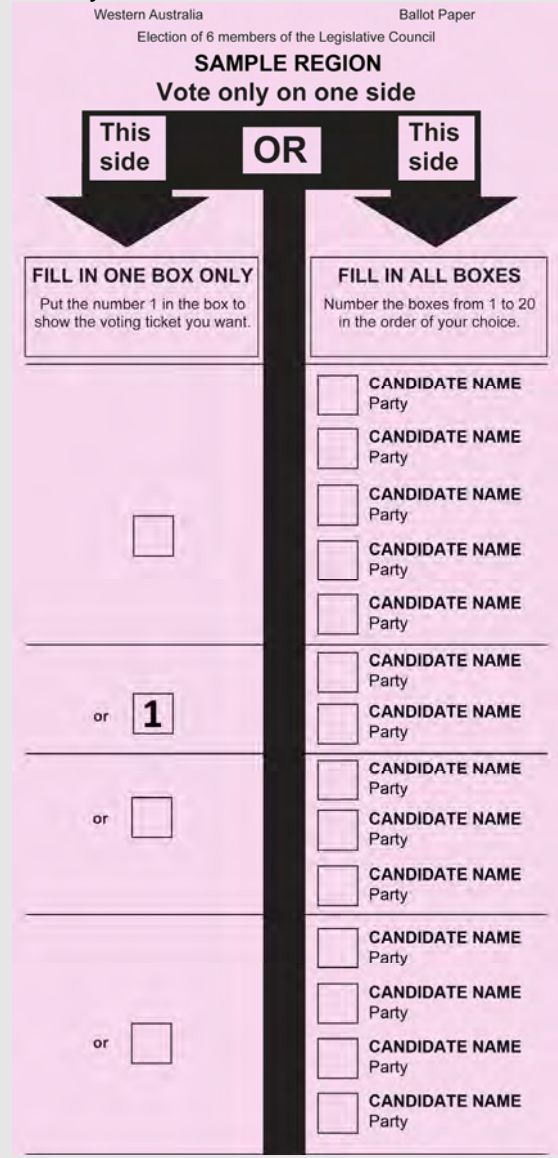 Western Australia
Ballot Paper
Election of 6 members of the Legislative Council
SAMPLE REGION
Vote only on one side
This
side
OR
This
side
FILL IN ONE BOX ONLY
Put the number 1 in the box to
show the voting ticket you want.
FILL IN ALL BOXES
Number the boxes from 1 to 20
in the order of your choice.
CANDIDATE NAME
Party
CANDIDATE NAME
Party
CANDIDATE NAME
Party
CANDIDATE NAME
Party
CANDIDATE NAME
Party
or 1
CANDIDATE NAME
Party
CANDIDATE NAME
Party
or
CANDIDATE NAME
Party
CANDIDATE NAME
Party
CANDIDATE NAME
Party
or
CANDIDATE NAME
Party
CANDIDATE NAME
Party
CANDIDATE NAME
Party
CANDIDATE NAME
Party